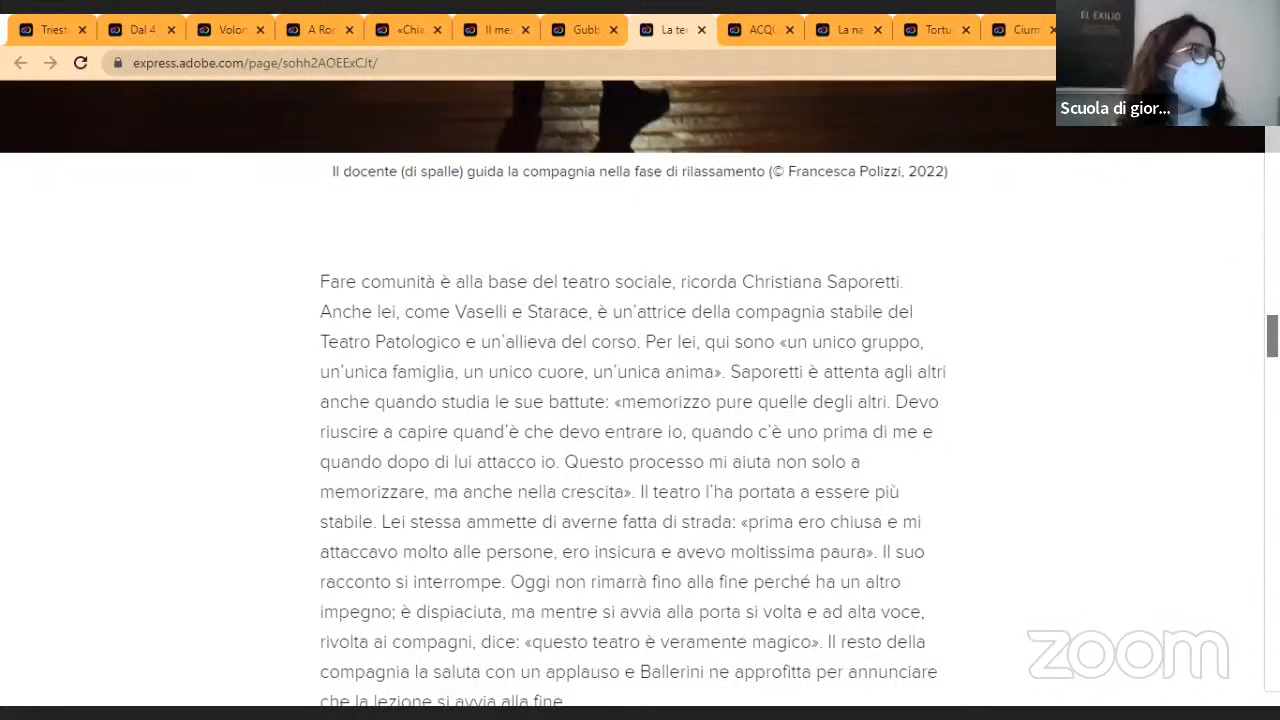 Triest
Dal 4
Volon
A Ron
«Chia
Il me
Gubb
La te
ACQU
La na
Tortu
Cium
express.adobe.com/page/sohh2AOEExCJt/
EL EXILIO
Scuola di gior...
Il docente (di spalle) guida la compagnia nella fase di rilassamento (© Francesca Polizzi, 2022)
Fare comunità è alla base del teatro sociale, ricorda Christiana Saporetti.
Anche lei, come Vaselli e Starace, è un'attrice della compagnia stabile del
Teatro Patologico e un'allieva del corso. Per lei, qui sono «un unico gruppo,
un'unica famiglia, un unico cuore, un'unica anima». Saporetti è attenta agli altri
anche quando studia le sue battute: «memorizzo pure quelle degli altri. Devo
riuscire a capire quand'è che devo entrare io, quando c'è uno prima di me e
quando dopo di lui attacco io. Questo processo mi aiuta non solo a
memorizzare, ma anche nella crescita». Il teatro l'ha portata a essere più
stabile. Lei stessa ammette di averne fatta di strada: «prima ero chiusa e mi
attaccavo molto alle persone, ero insicura e avevo moltissima paura». Il suo
racconto si interrompe. Oggi non rimarrà fino alla fine perché ha un altro
impegno; è dispiaciuta, ma mentre si avvia alla porta si volta e ad alta voce,
rivolta ai compagni, dice: «questo teatro è veramente magico». Il resto della
compagnia la saluta con un applauso e Ballerini ne approfitta per annunciare
che la lezione si avvia alla fine
zoom